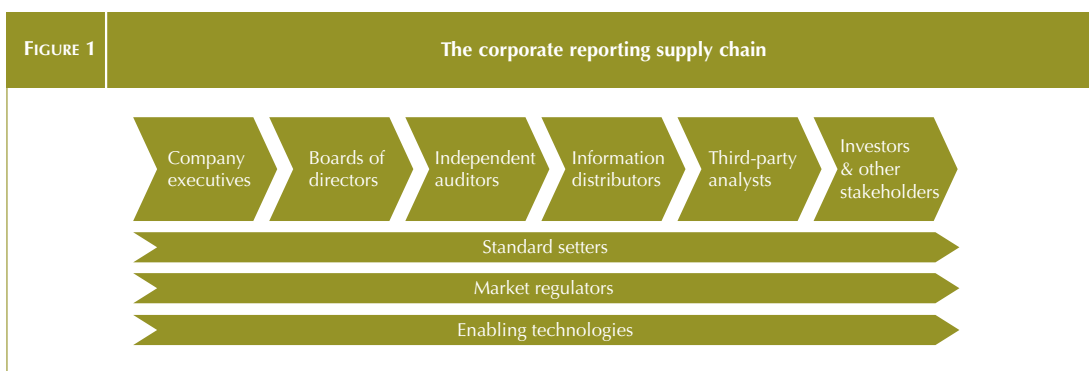 FIGURE 1
The corporate reporting supply chain
Company
executives
Boards of
directors
Independent
auditors
Information
distributors
Third-party
analysts
Investors
& other
stakeholders
Standard setters
Market regulators
Enabling technologies